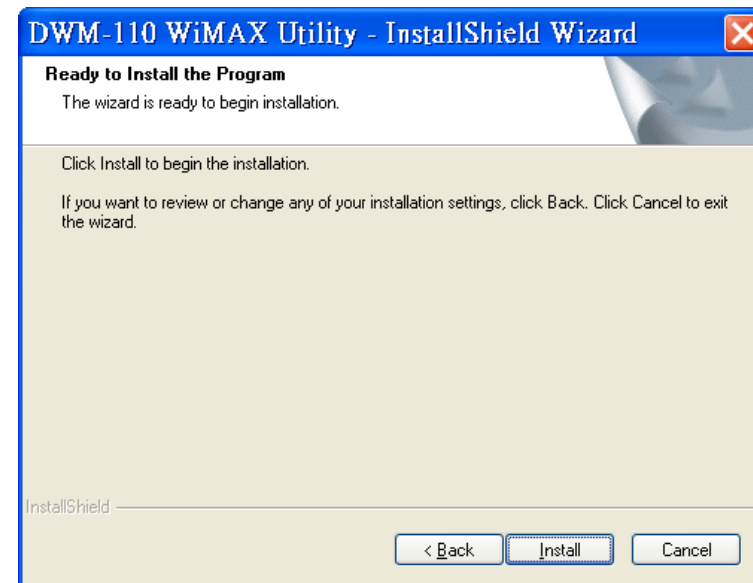 DWM-110 WiMAX Utility - InstallShield Wizard
Ready to Install the Program
The wizard is ready to begin installation.
Click Install to begin the installation.
If you want to review or change any of your installation settings, click Back. Click Cancel to exit
the wizard.
InstallShield
< Back Install Cancel